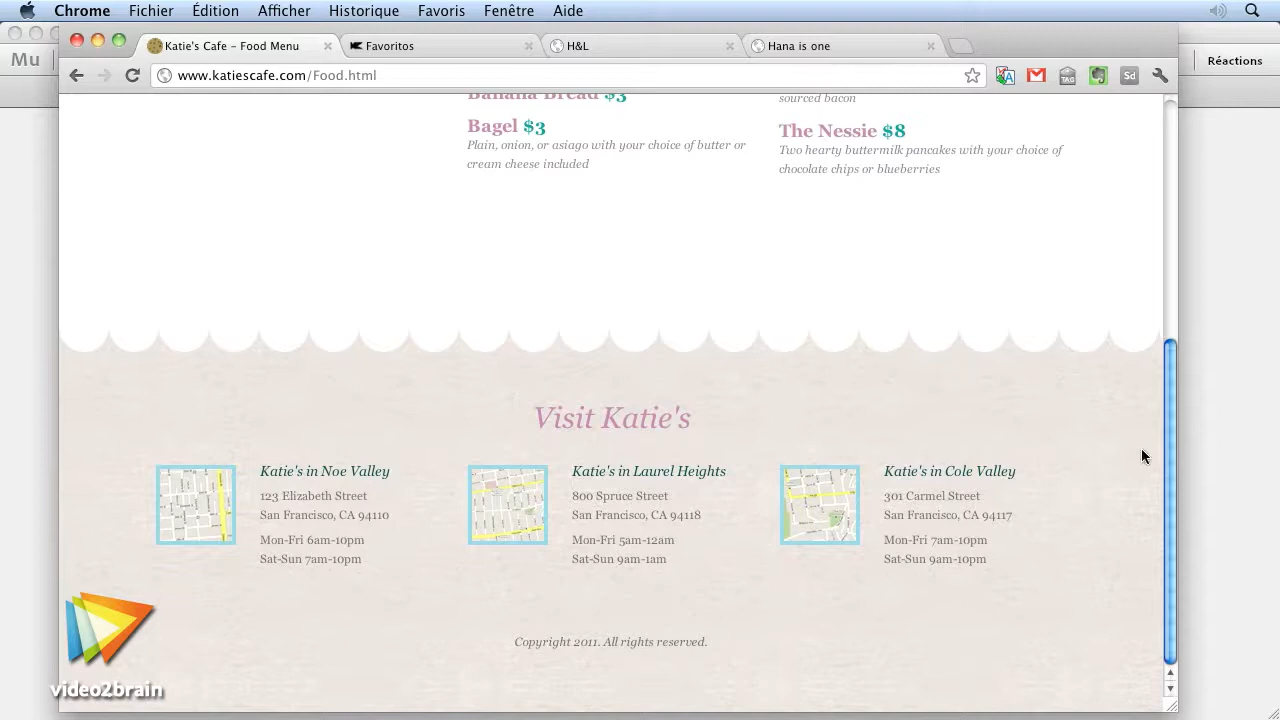 Chrome Fichier Édition Afficher Historique Favoris Fenêtre Aide
Mu
Réactions
Katie's Cafe – Food Menu
Favoritos
H&L
Hana is one
www.katiescafe.com/Food.html
TAG
Sd
Banana Bread $3
Bagel $3
Plain, onion, or asiago with your choice of butter or
cream cheese included
sourced bacon
The Nessie $8
Two hearty buttermilk pancakes with your choice of
chocolate chips or blueberries
Visit Katie's
Katie's in Noe Valley
123 Elizabeth Street
San Francisco, CA 94110
Mon-Fri 6am-10pm
Sat-Sun 7am-10pm
Katie's in Laurel Heights
800 Spruce Street
San Francisco, CA 94118
Mon-Fri 5am-12am
Sat-Sun 9am-1am
Katie's in Cole Valley
301 Carmel Street
San Francisco, CA 94117
Mon-Fri 7am-10pm
Sat-Sun 9am-10pm
Copyright 2011. All rights reserved.
video2brain